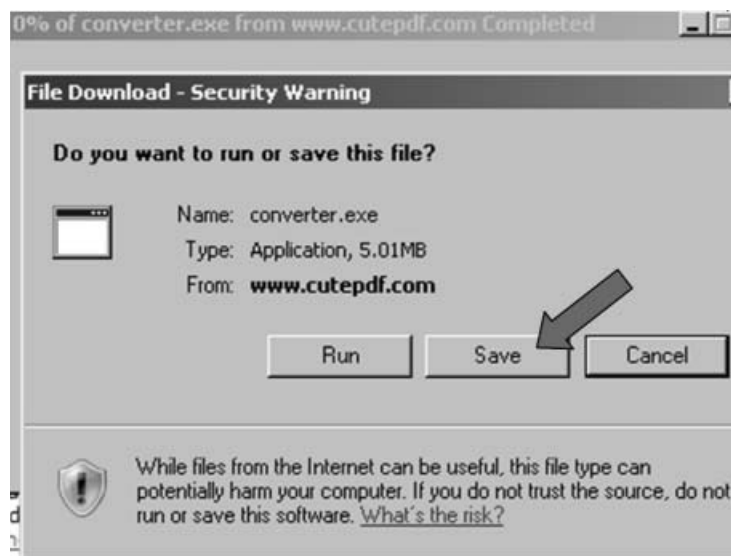 0% of converter.exe from www.cutepdf.com Completed
File Download - Security Warning
Do you want to run or save this file?
Name: converter.exe
Type: Application, 5.01MB
From: www.cutepdf.com
Run Save Cancel
While files from the Internet can be useful, this file type can
potentially harm your computer. If you do not trust the source, do not
run or save this software. What's the risk?